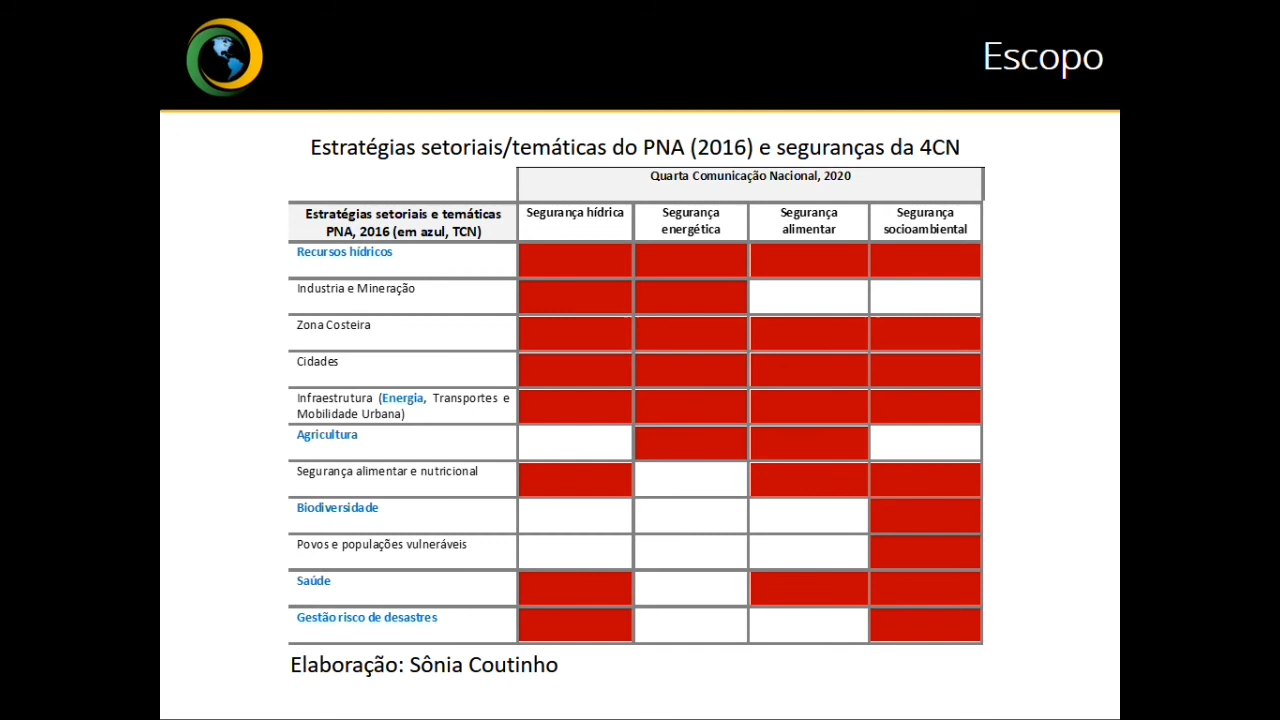 Escopo
Estratégias setoriais/temáticas do PNA (2016) e seguranças da 4CN
Quarta Comunicação Nacional, 2020
Estratégias setoriais e temáticas
PNA, 2016 (em azul, TCN)
Segurança hídrica
Segurança
energética
Segurança
alimentar
Segurança
socioambiental
Recursos hídricos
Industria e Mineração
Zona Costeira
Cidades
Infraestrutura (Energia, Transportes e
Mobilidade Urbana)
Agricultura
Segurança alimentar e nutricional
Biodiversidade
Povos e populações vulneráveis
Saúde
Gestão risco de desastres
Elaboração: Sônia Coutinho